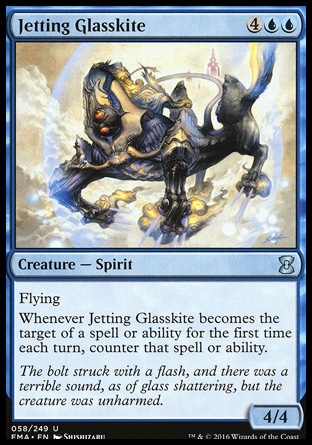 Jetting Glasskite 4
Creature — Spirit
Flying
Whenever Jetting Glasskite becomes the
target of a spell or ability for the first time
each turn, counter that spell or ability.
The bolt struck with a flash, and there was a
terrible sound, as of glass shattering, but the
creature was unharmed.
4/4
058/249 U
EMA • EN Shishizaru
™ & © 2016 Wizards of the Coast